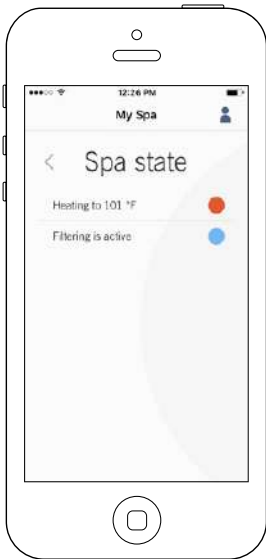 12:26 PM
My Spa
Spa state
Heating to 101 °F
Filtering is active